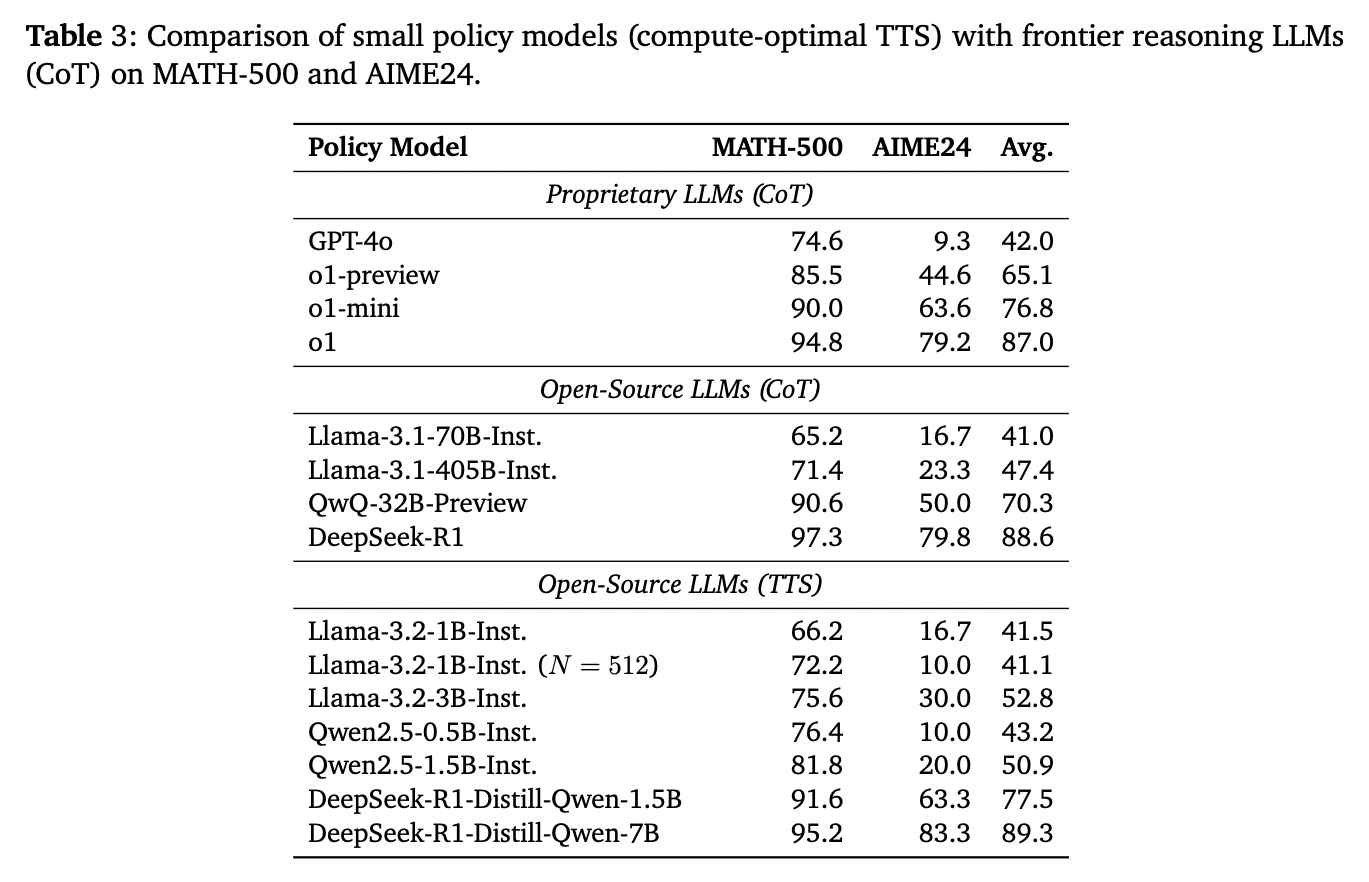 Table 3: Comparison of small policy models (compute-optimal TTS) with frontier reasoning LLMs
(CoT) on MATH-500 and AIME24.
Policy Model MATH-500 AIME24 Avg.
Proprietary LLMs (CoT)
GPT-4o 74.6 9.3 42.0
o1-preview 85.5 44.6 65.1
o1-mini 90.0 63.6 76.8
o1 94.8 79.2 87.0
Open-Source LLMs (CoT)
Llama-3.1-70B-Inst. 65.2 16.7 41.0
Llama-3.1-405B-Inst. 71.4 23.3 47.4
QwQ-32B-Preview 90.6 50.0 70.3
DeepSeek-R1 97.3 79.8 88.6
Open-Source LLMs (TTS)
Llama-3.2-1B-Inst. 66.2 16.7 41.5
Llama-3.2-1B-Inst. (N = 512) 72.2 10.0 41.1
Llama-3.2-3B-Inst. 75.6 30.0 52.8
Qwen2.5-0.5B-Inst. 76.4 10.0 43.2
Qwen2.5-1.5B-Inst. 81.8 20.0 50.9
DeepSeek-R1-Distill-Qwen-1.5B 91.6 63.3 77.5
DeepSeek-R1-Distill-Qwen-7B 95.2 83.3 89.3